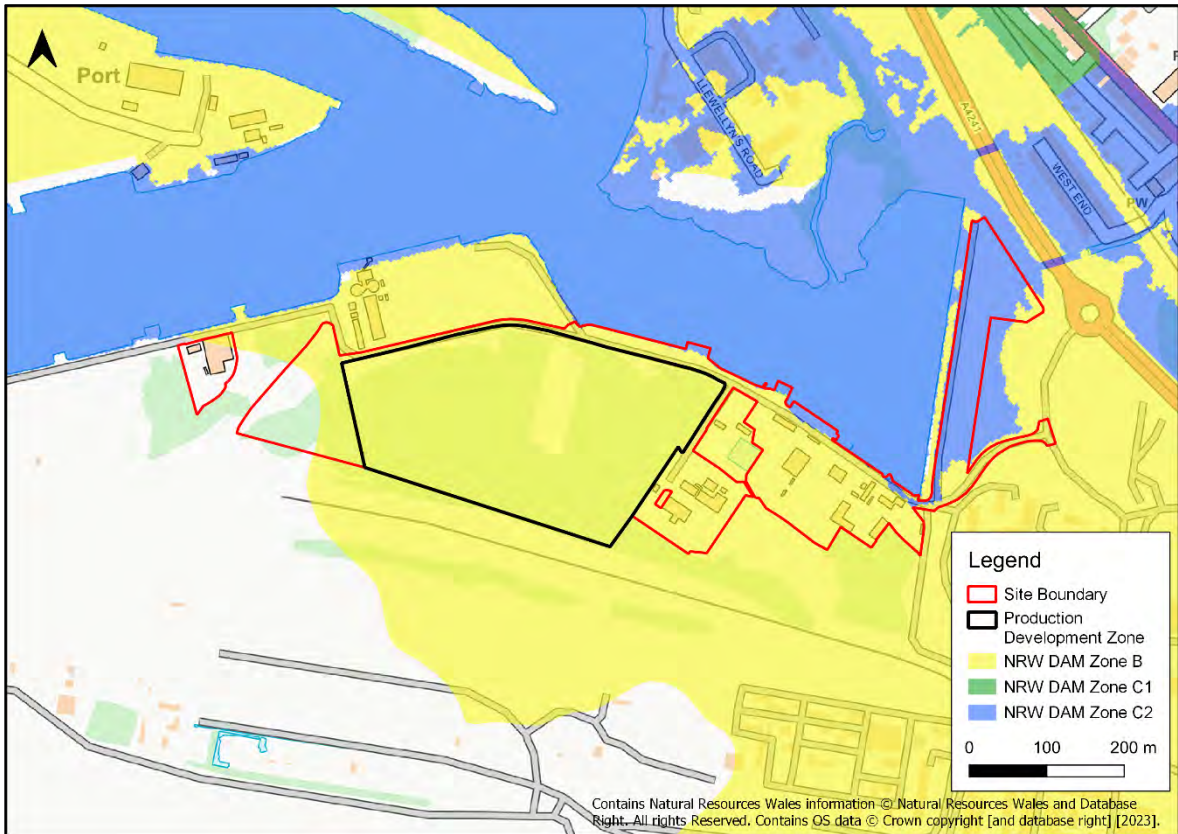 Port
LLEWELLYN'S ROAD
A4241
WEST END
PW
Legend
Site Boundary
Production
Development Zone
NRW DAM Zone B
NRW DAM Zone C1
NRW DAM Zone C2
0 100 200 m
Contains Natural Resources Wales information © Natural Resources Wales and Database
Right. All rights Reserved. Contains OS data © Crown copyright [and database right] [2023].